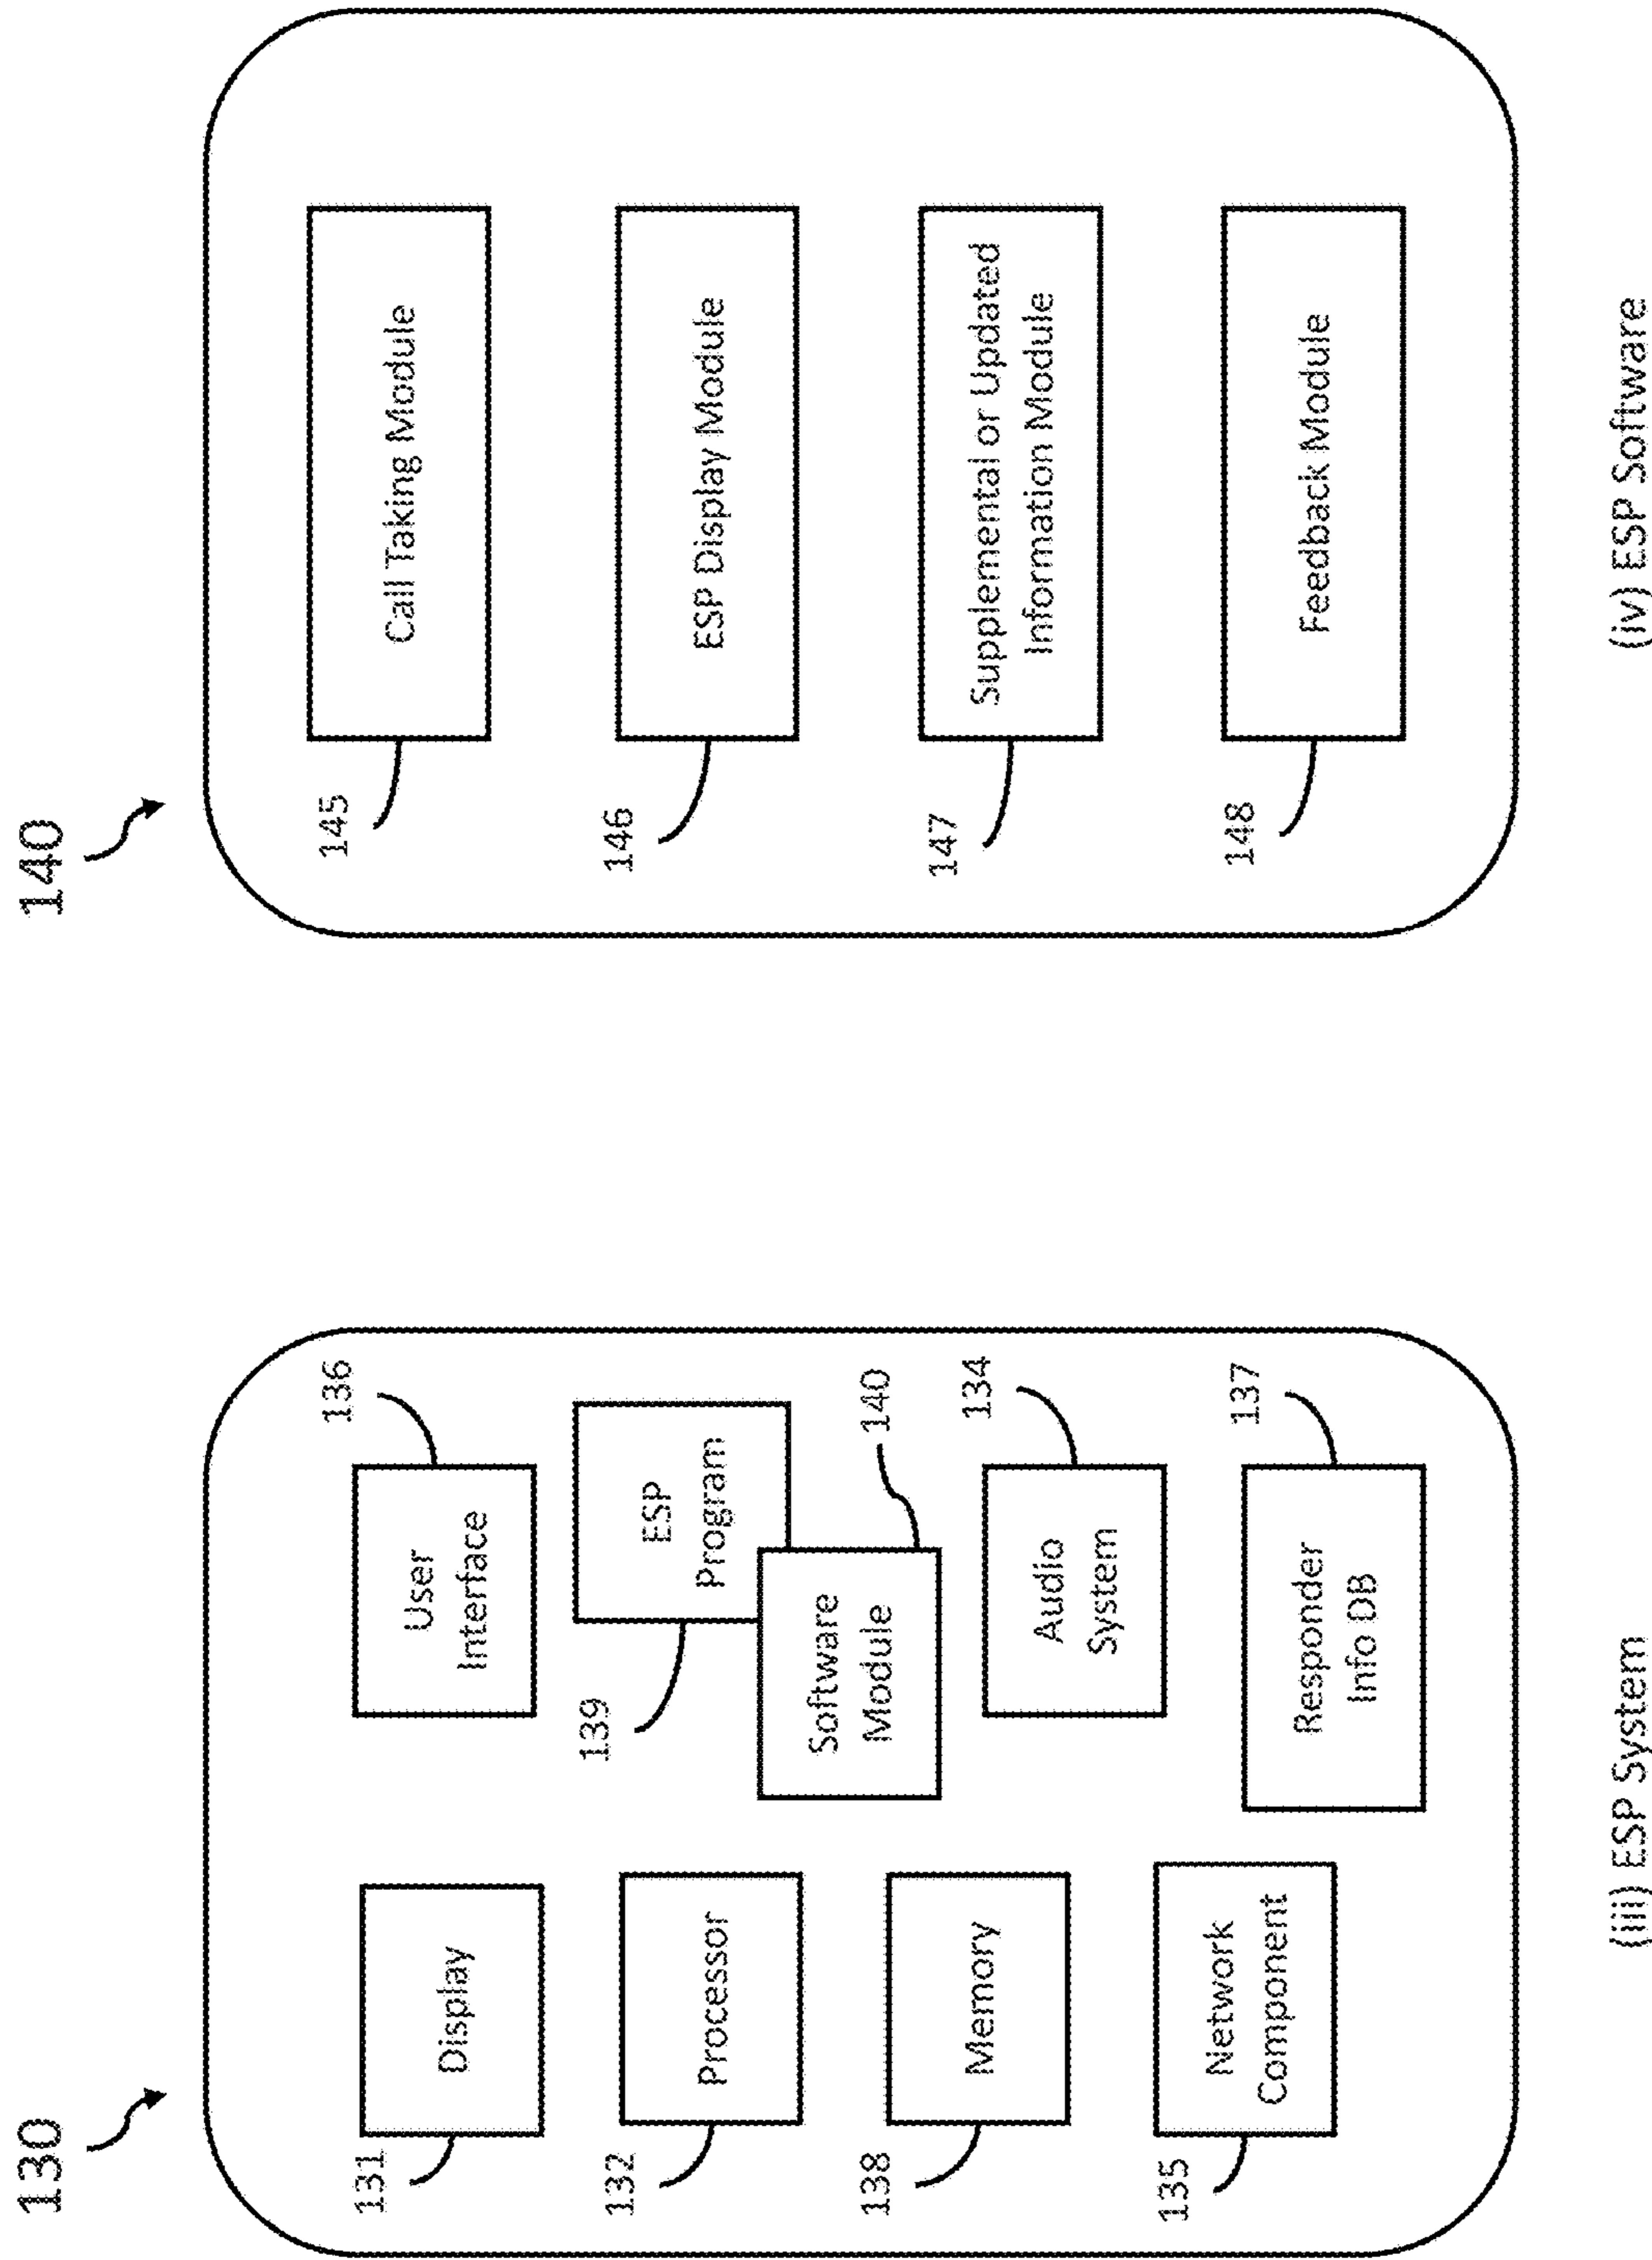 130
131
Display
132
Processor
138
Memory
135
Network
Component
136
User
Interface
139
ESP
Program
Software
Module
140
134
Audio
System
137
Responder
Info DB
(iii) ESP System
140
145
Call Taking Module
146
ESP Display Module
147
Supplemental or Updated
Information Module
148
Feedback Module
(iv) ESP Software